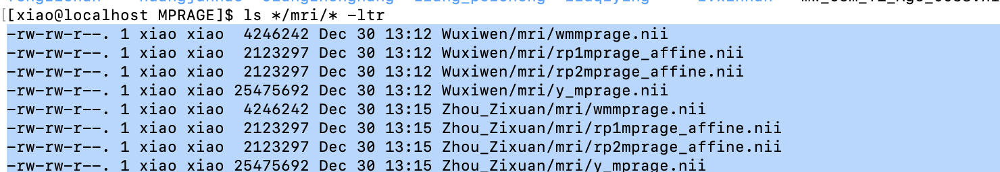 [[xiao@localhost MPRAGE]$ ls */mri/* -ltr
-rw-rw-r--. 1 xiao xiao  4246242 Dec 30 13:12 Wuxiwen/mri/wmmprage.nii
-rw-rw-r--. 1 xiao xiao  2123297 Dec 30 13:12 Wuxiwen/mri/rp1mprage_affine.nii
-rw-rw-r--. 1 xiao xiao  2123297 Dec 30 13:12 Wuxiwen/mri/rp2mprage_affine.nii
-rw-rw-r--. 1 xiao xiao 25475692 Dec 30 13:12 Wuxiwen/mri/y_mprage.nii
-rw-rw-r--. 1 xiao xiao  4246242 Dec 30 13:15 Zhou_Zixuan/mri/wmmprage.nii
-rw-rw-r--. 1 xiao xiao  2123297 Dec 30 13:15 Zhou_Zixuan/mri/rp1mprage_affine.nii
-rw-rw-r--. 1 xiao xiao  2123297 Dec 30 13:15 Zhou_Zixuan/mri/rp2mprage_affine.nii
-rw-rw-r--. 1 xiao xiao 25475692 Dec 30 13:15 Zhou_Zixuan/mri/y_mprage.nii